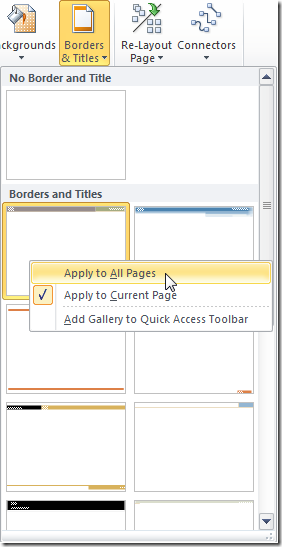 ckgrounds
Borders & Titles
Re-Layout Page
Connectors
No Border and Title
Borders and Titles
Apply to All Pages
Apply to Current Page
Add Gallery to Quick Access Toolbar